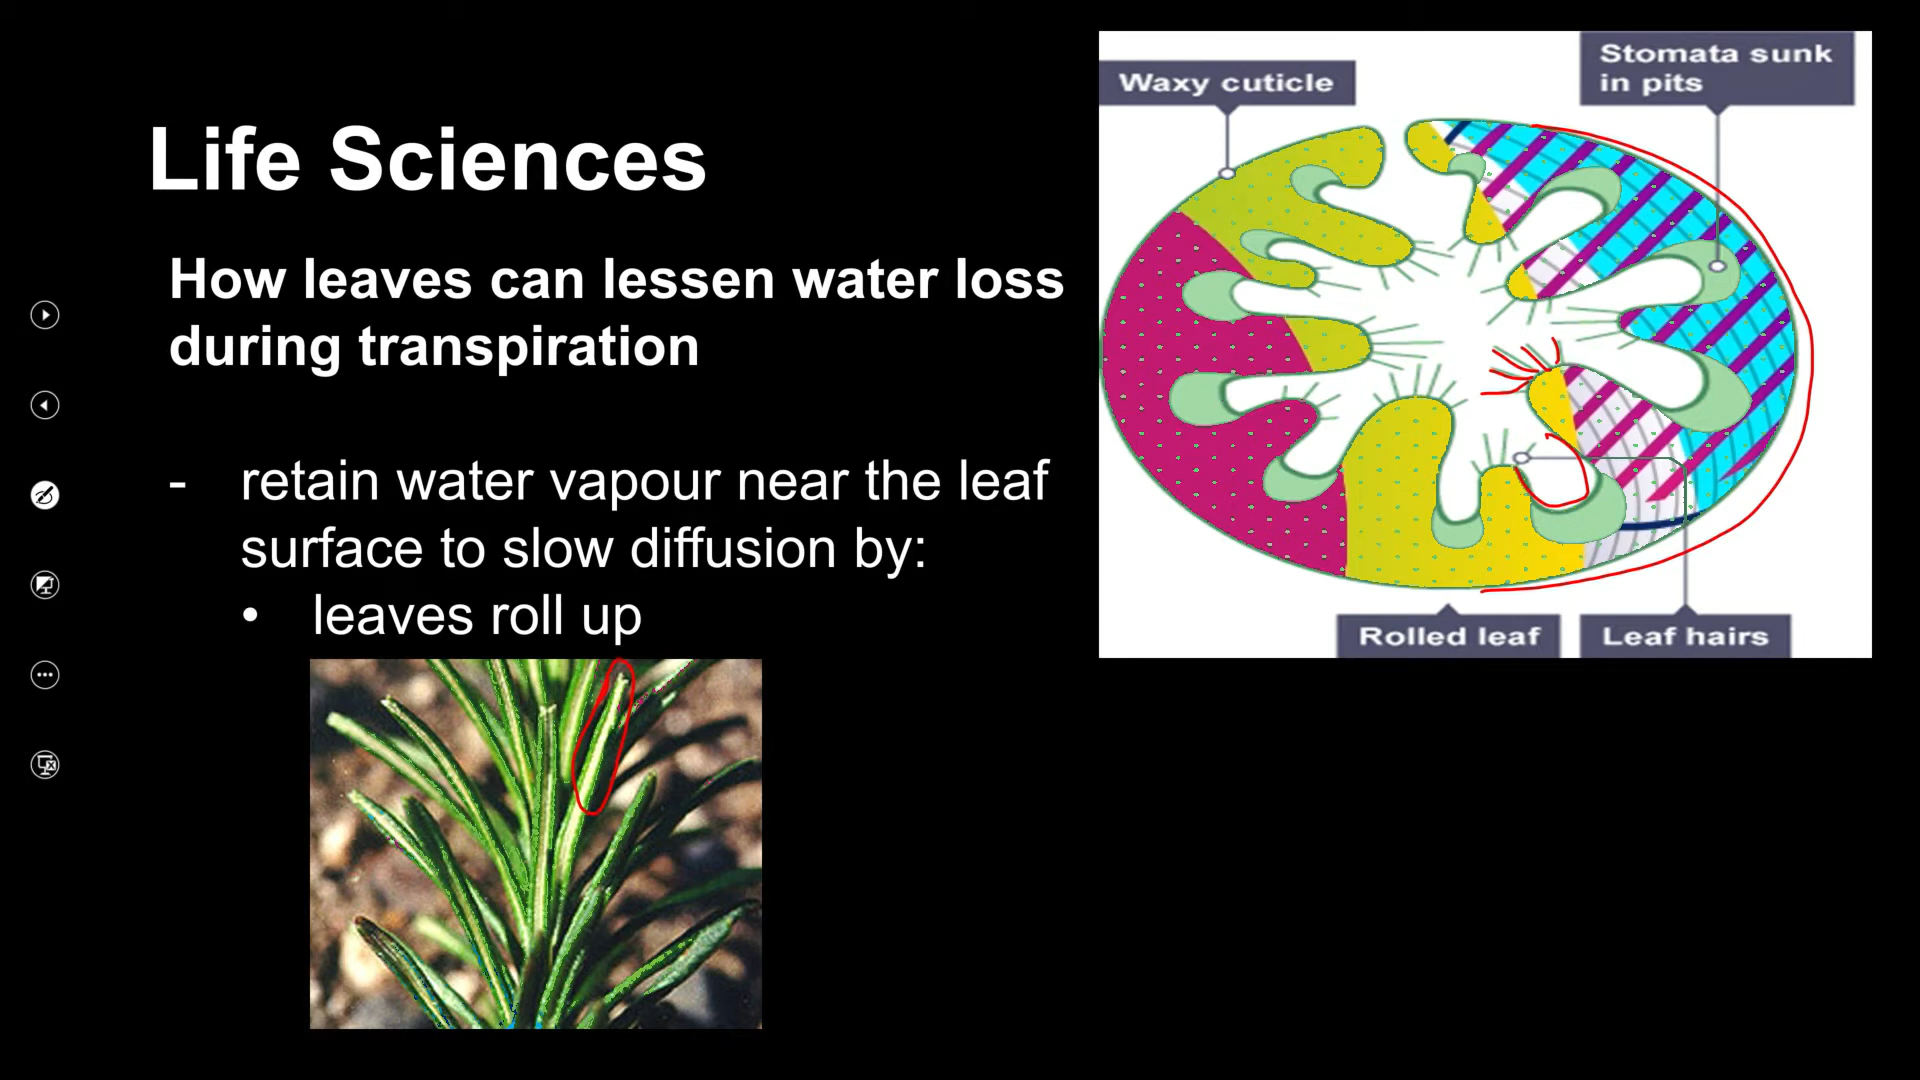 Life Sciences
How leaves can lessen water loss
during transpiration
- retain water vapour near the leaf
surface to slow diffusion by:
• leaves roll up
Waxy cuticle
Stomata sunk
in pits
Rolled leaf
Leaf hairs